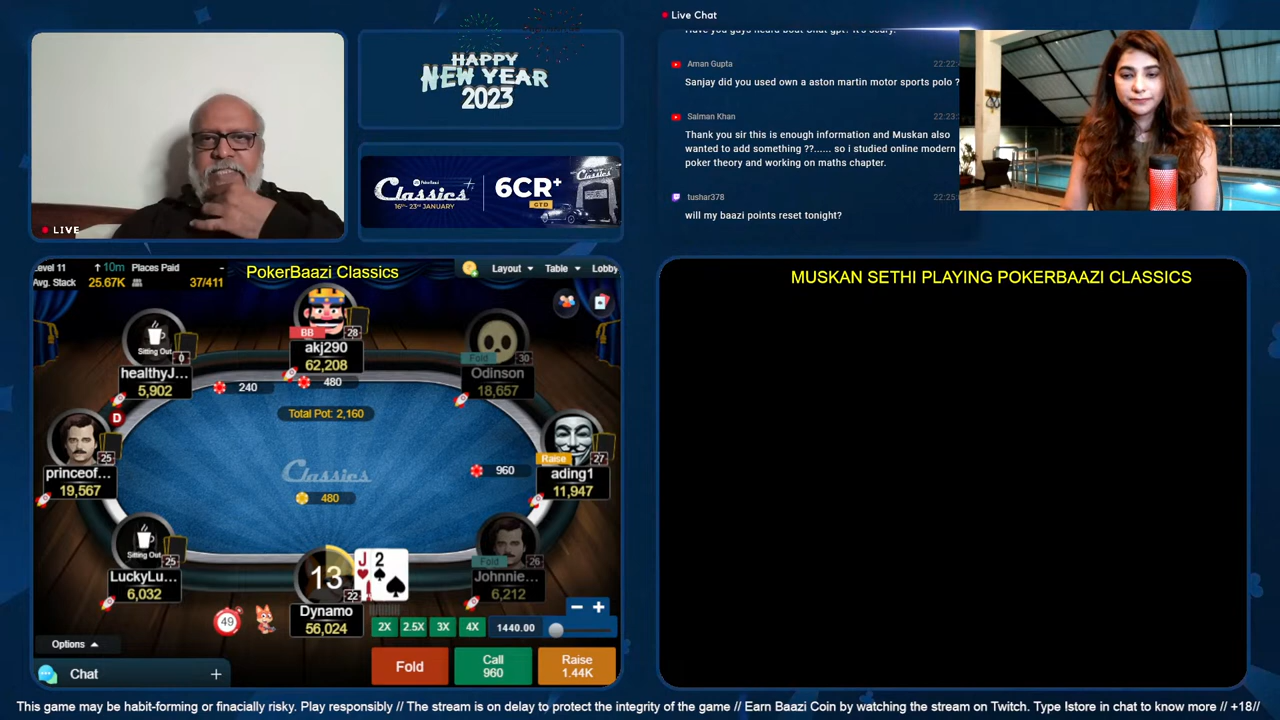 Live Chat
Have you guys heard bout Chat gpt? It's scary.
Aman Gupta
22:22:
Sanjay did you used own a aston martin motor sports polo ?
Salman Khan
22:23:
Thank you sir this is enough information and Muskan also
wanted to add something ??...... so i studied online modern
poker theory and working on maths chapter.
tushar378
22:25:
will my baazi points reset tonight?
LIVE
HAPPY
NEW YEAR
2023
PokerBaazi
Classics
16th- 23rd JANUARY
6CR+
GTD
Classics
evel 11
10m
Places Paid
-
Avg. Stack
25.67K
37/411
PokerBaazi Classics
Layout
Table
Lobby
BB
28
akj290
62,208
Sitting Out
0
healthyJ...
5,902
Fold
30
Odinson
18,657
240
480
Total Pot: 2,160
D
25
princeof...
19,567
Classics
480
960
Raise
27
ading1
11,947
Sitting Out
25
LuckyLu...
6,032
13
J
2
22
Dynamo
56,024
Fold
26
Johnnie...
6,212
49
2X
2.5X
3X
4X
1440.00
Options
Chat
Fold
Call
960
Raise
1.44K
MUSKAN SETHI PLAYING POKERBAAZI CLASSICS
This game may be habit-forming or finacially risky. Play responsibly // The stream is on delay to protect the integrity of the game // Earn Baazi Coin by watching the stream on Twitch. Type !store in chat to know more // +18//